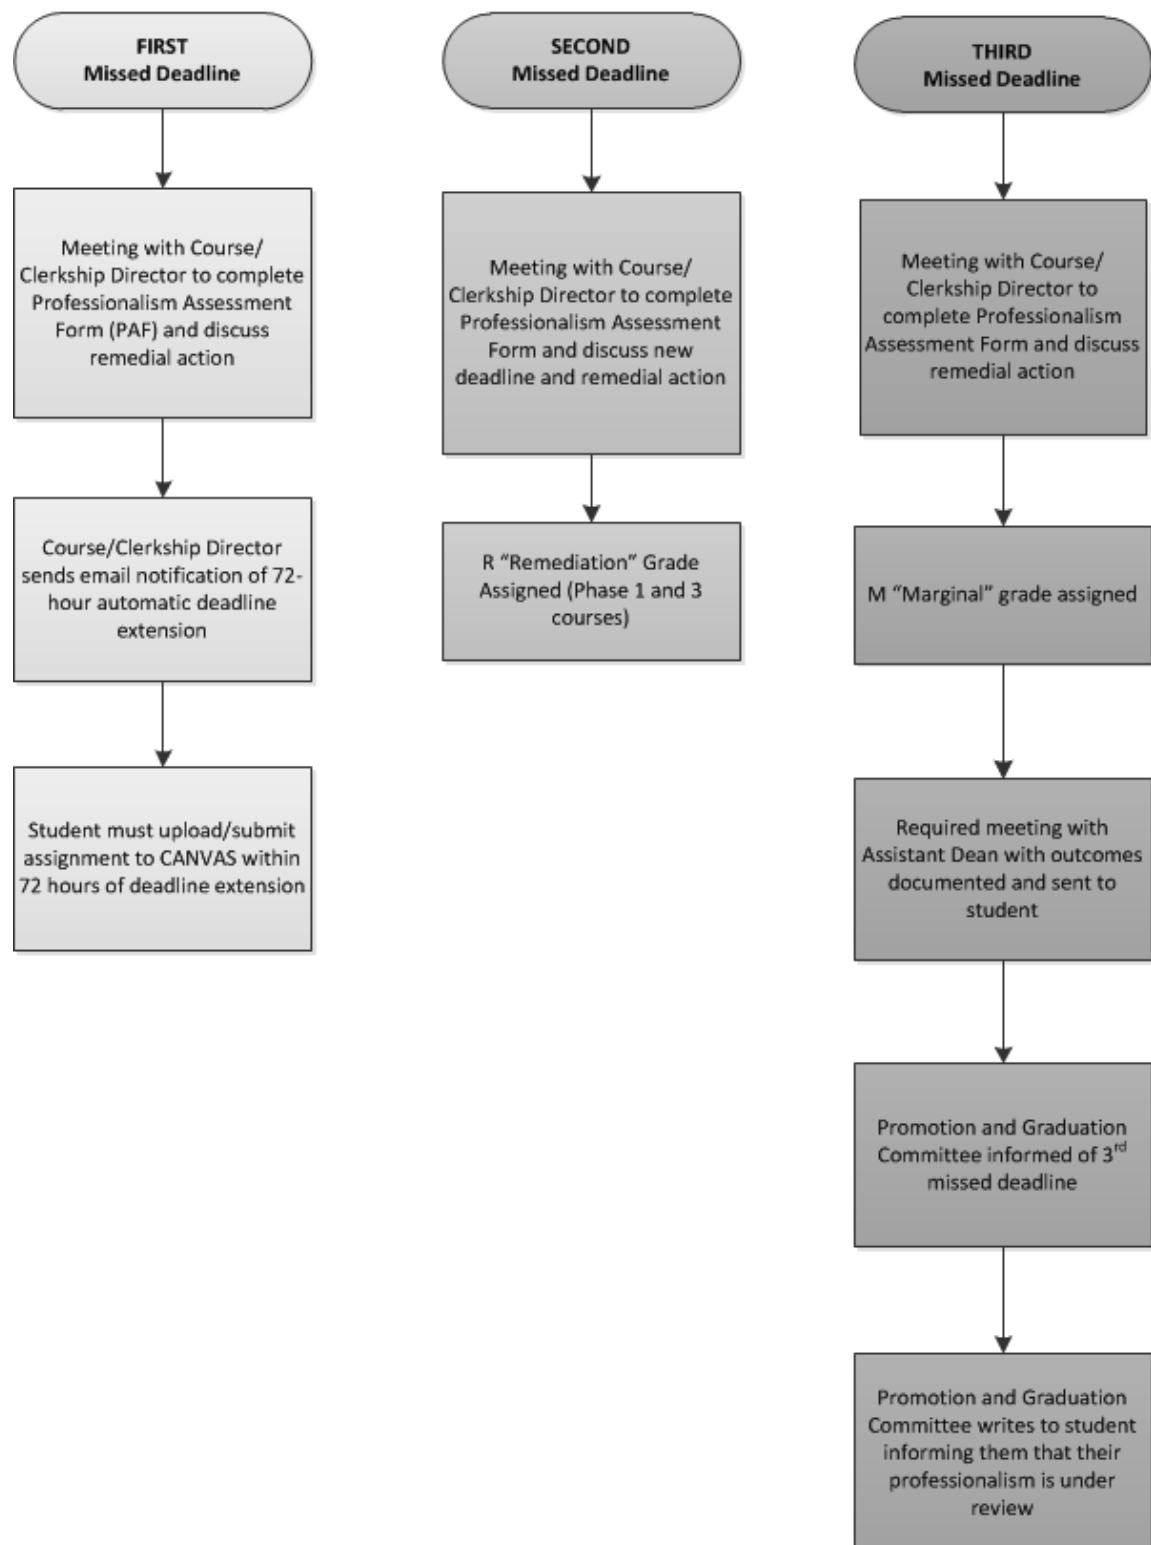 FIRST
Missed Deadline
Meeting with Course/
Clerkship Director to complete
Professionalism Assessment
Form (PAF) and discuss
remedial action
Course/Clerkship Director
sends email notification of 72-
hour automatic deadline
extension
Student must upload/submit
assignment to CANVAS within
72 hours of deadline extension
SECOND
Missed Deadline
Meeting with Course/
Clerkship Director to complete
Professionalism Assessment
Form and discuss new
deadline and remedial action
R “Remediation” Grade
Assigned (Phase 1 and 3
courses)
THIRD
Missed Deadline
Meeting with Course/
Clerkship Director to
complete Professionalism
Assessment Form and discuss
remedial action
M “Marginal” grade assigned
Required meeting with
Assistant Dean with outcomes
documented and sent to
student
Promotion and Graduation
Committee informed of 3rd
missed deadline
Promotion and Graduation
Committee writes to student
informing them that their
professionalism is under
review